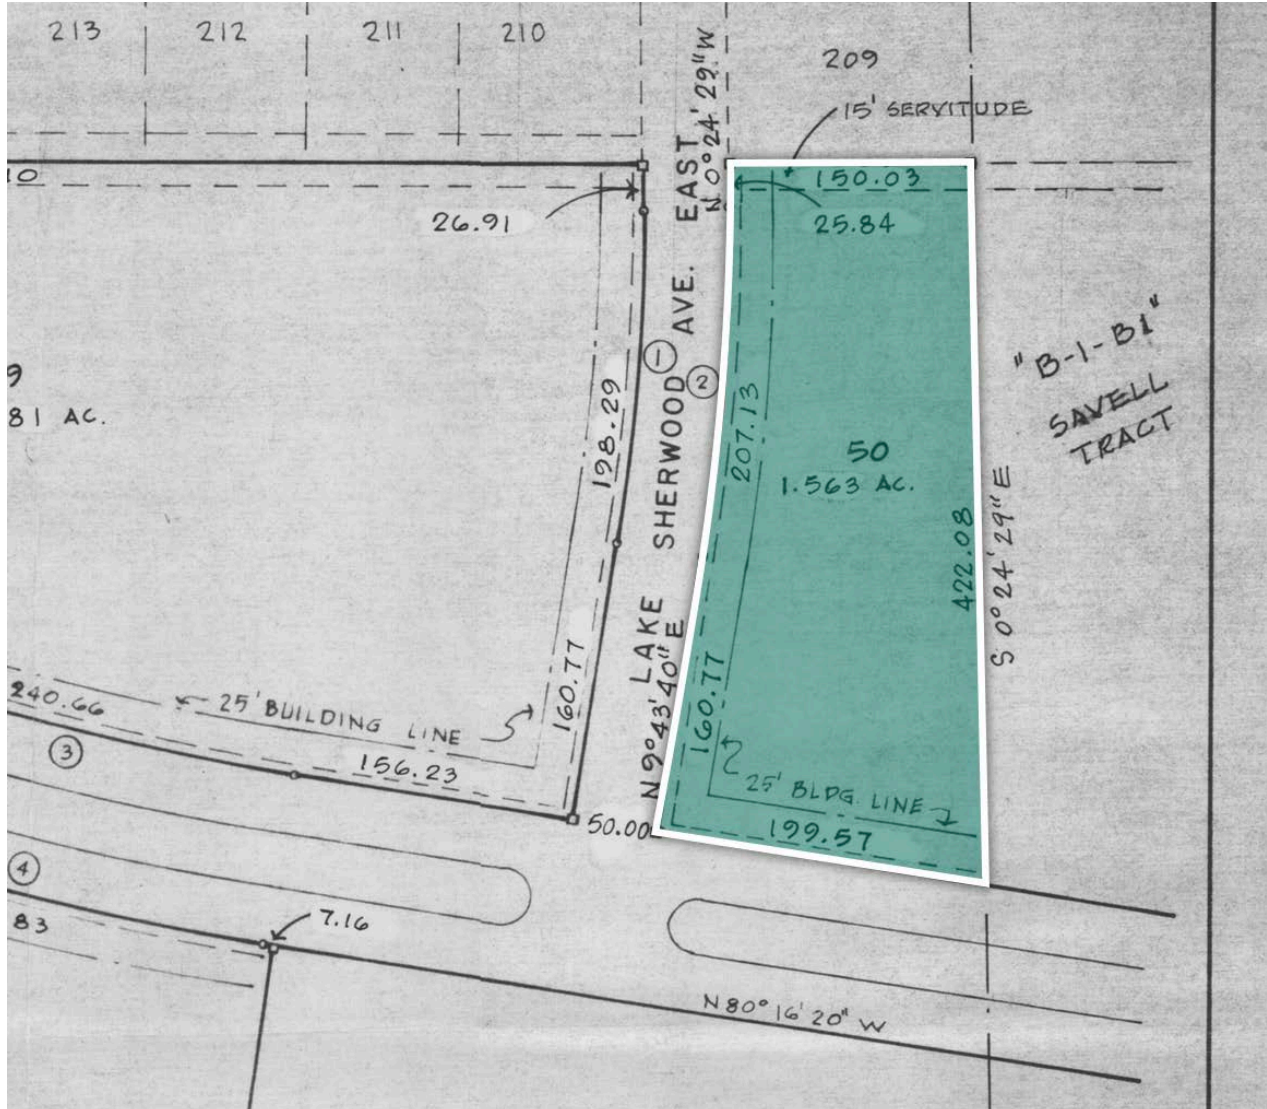 213
212
211
210
N 0° 24' 29" W
209
15' SERVITUDE
10
150.03
26.91
25.84
LAKE SHERWOOD AVE. EAST
1
2
"B-1-B1"
SAVELL
TRACT
9
81 AC.
198.29
207.13
50
1.563 AC.
422.08
S 0° 24' 29" E
160.77
N 9° 43' 40" E
160.77
240.66
25' BUILDING LINE
3
156.23
25' BLDG. LINE
50.00
199.57
4
83
7.16
N 80° 16' 20" W